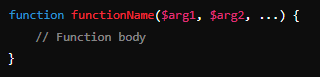 function functionName($arg1, $arg2, ...) {
    // Function body
}